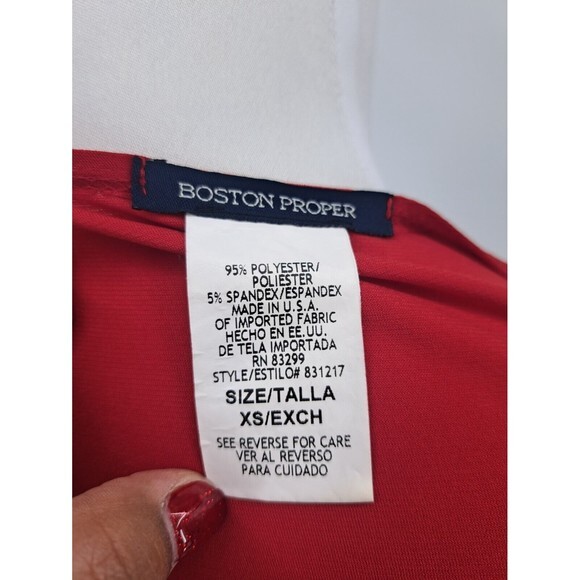 BOSTON PROPER
95% POLYESTER/
POLIESTER
5% SPANDEX/ESPANDEX
MADE IN U.S.A.
OF IMPORTED FABRIC
HECHO EN EE.UU.
DE TELA IMPORTADA
RN 83299
STYLE/ESTILO# 831217
SIZE/TALLA
XS/EXCH
SEE REVERSE FOR CARE
VER AL REVERSO
PARA CUIDADO